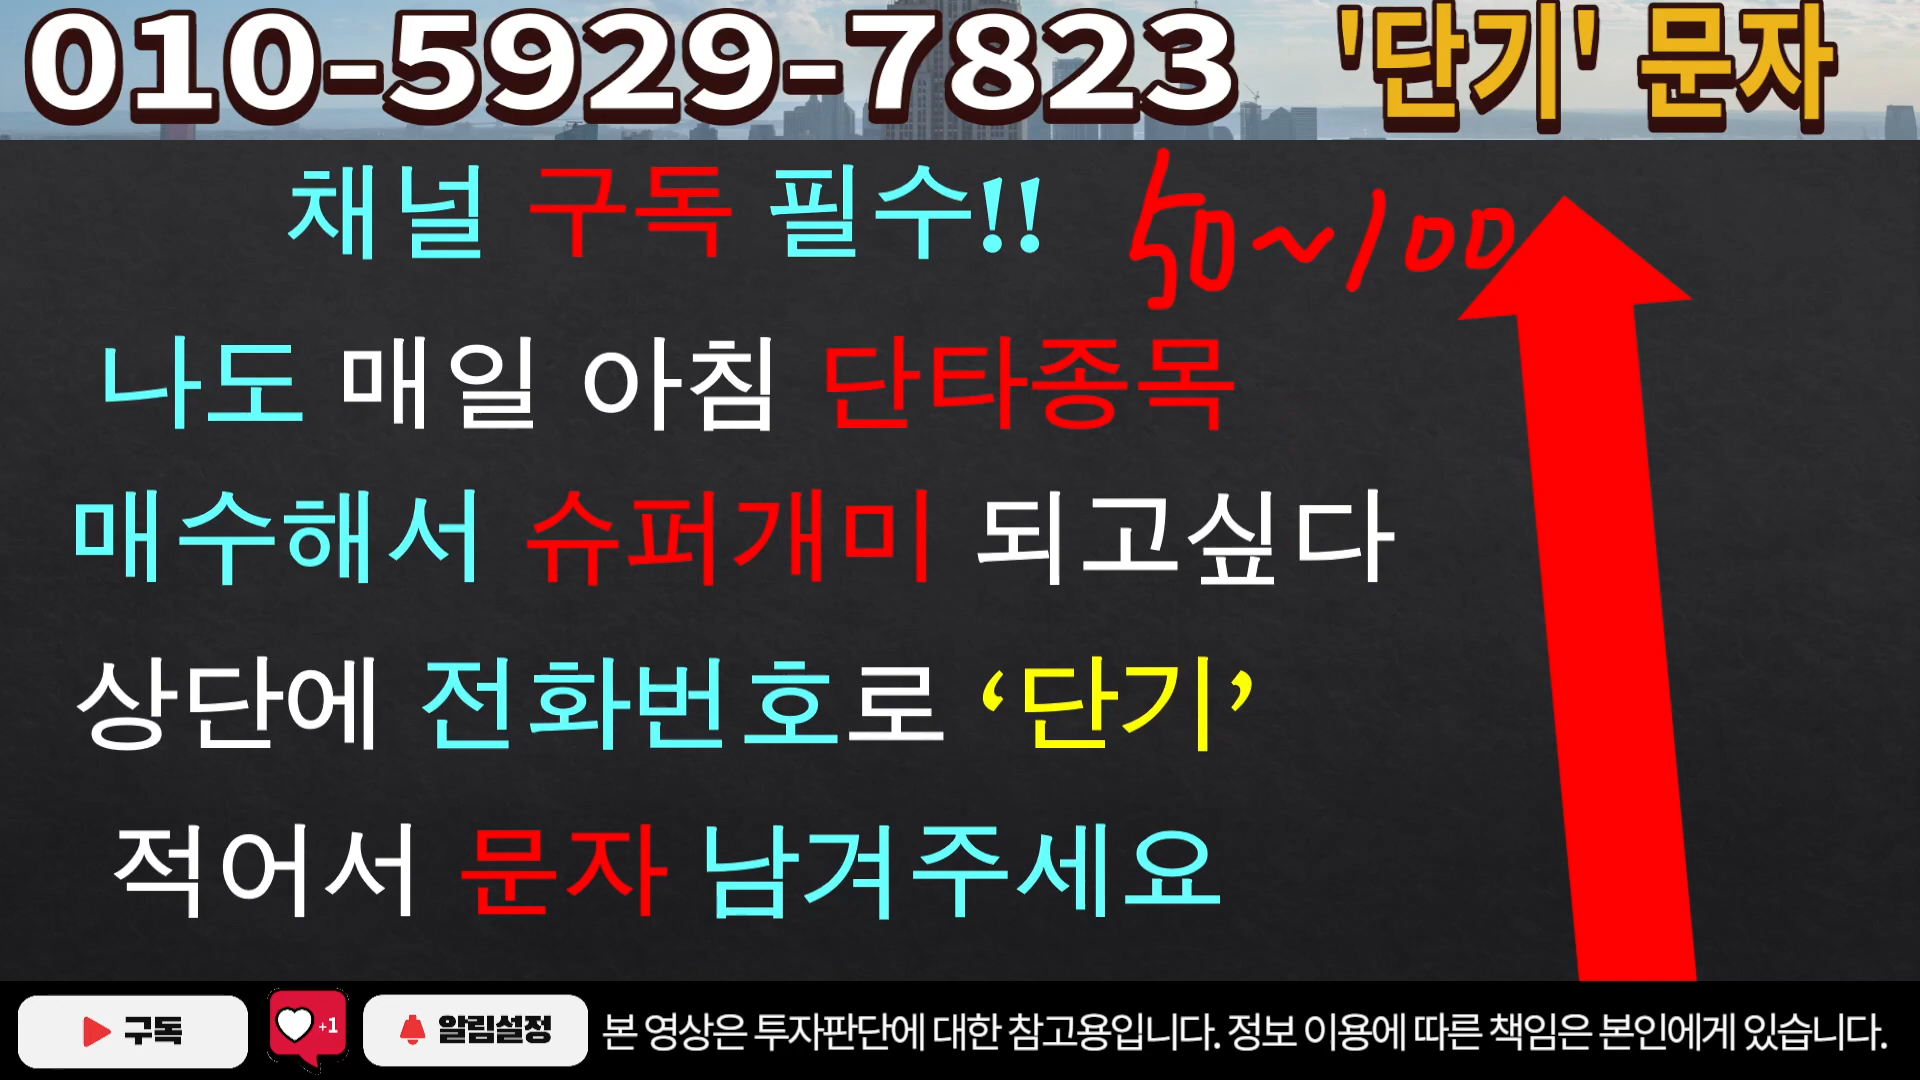 010-5929-7823 '단기' 문자
채널 구독 필수!! 50~100
나도 매일 아침 단타종목
매수해서 슈퍼개미 되고싶다
상단에 전화번호로 ‘단기’
적어서 문자 남겨주세요
구독 +1 알림설정 본 영상은 투자판단에 대한 참고용입니다. 정보 이용에 따른 책임은 본인에게 있습니다.